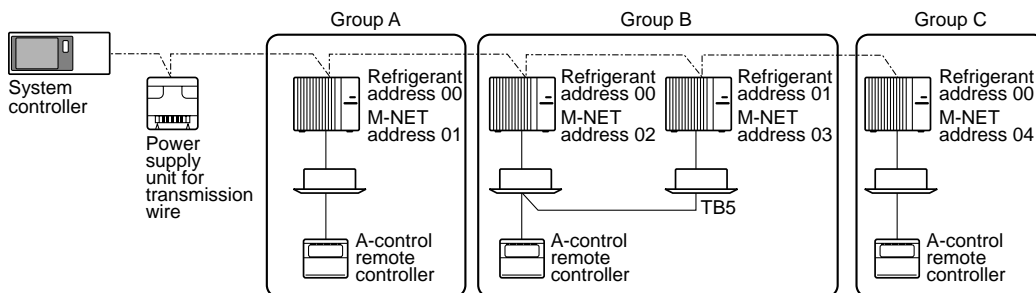 Group A
Group B
Group C
System
controller
Power
supply
unit for
transmission
wire
Refrigerant
address 00
M-NET
address 01
A-control
remote
controller
Refrigerant
address 00
M-NET
address 02
A-control
remote
controller
Refrigerant
address 01
M-NET
address 03
TB5
Refrigerant
address 00
M-NET
address 04
A-control
remote
controller